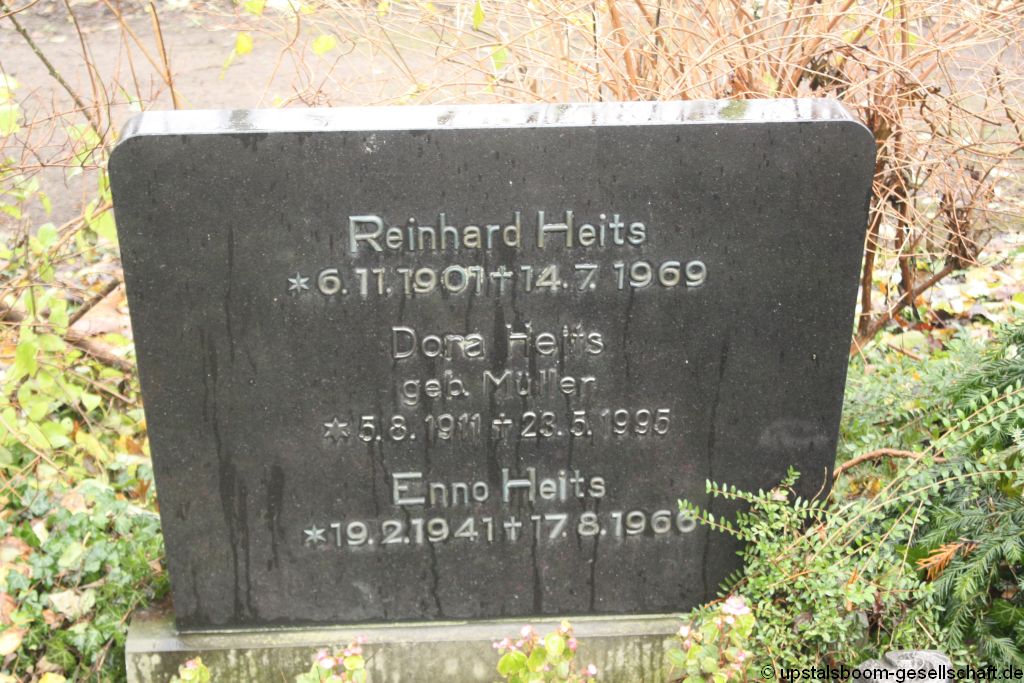 Reinhard Heits
* 6.11.1901 † 14.7.1969
Dora Heits
geb. Müller
* 5.8.1911 † 23.5.1995
Enno Heits
* 19.2.1941 † 17.8.1966
© upstalsboom-gesellschaft.de